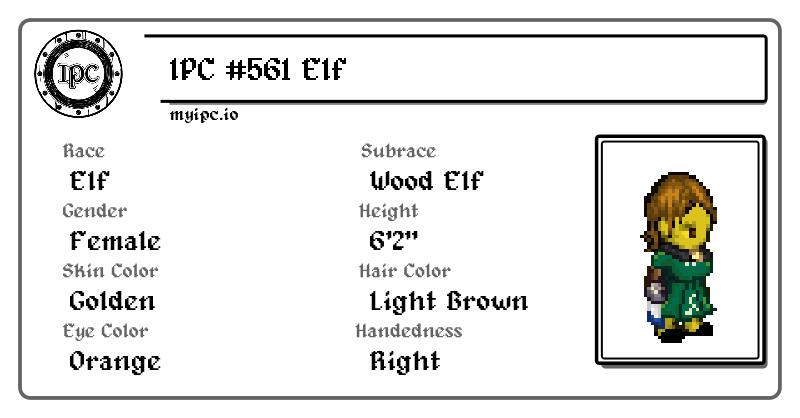 IPC
IPC #561 Elf
myipc.io
Race
Elf
Subrace
Wood Elf
Gender
Female
Height
6'2"
Skin Color
Golden
Hair Color
Light Brown
Eye Color
Orange
Handedness
Right